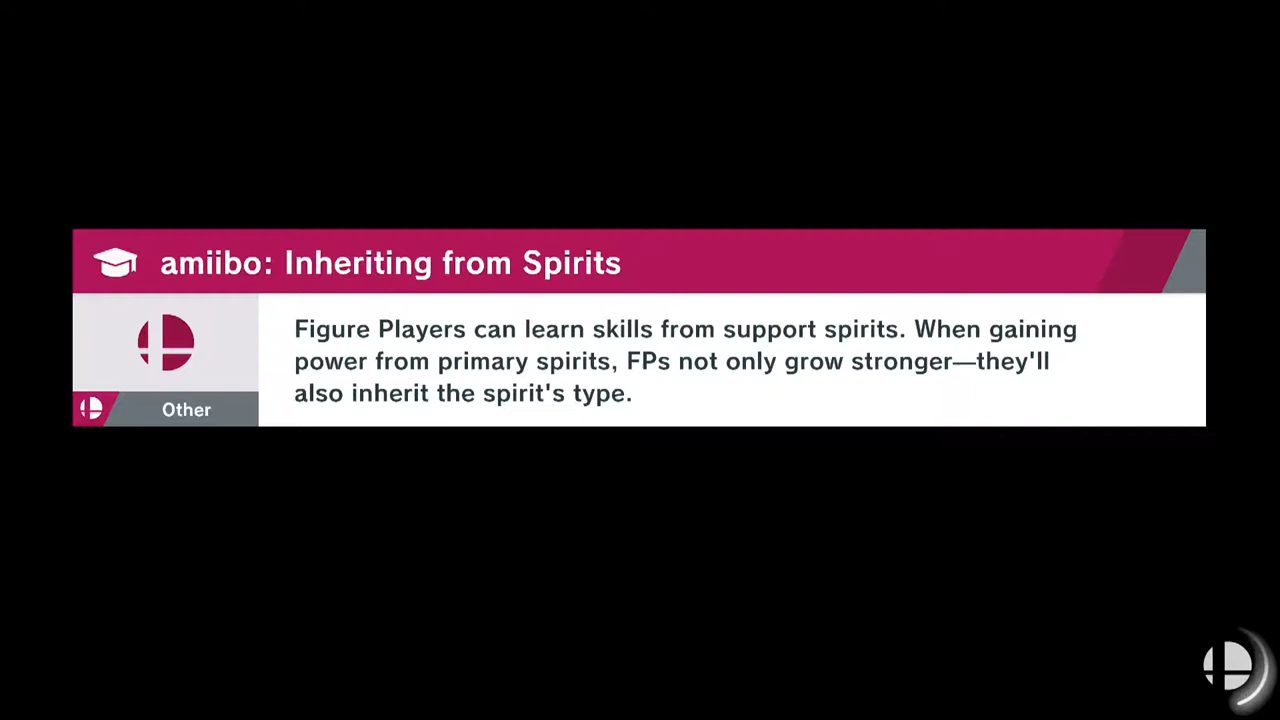 amiibo: Inheriting from Spirits
Figure Players can learn skills from support spirits. When gaining
power from primary spirits, FPs not only grow stronger—they'll
also inherit the spirit's type.
Other